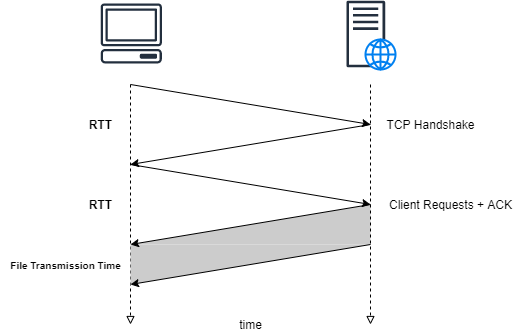 RTT
TCP Handshake
RTT
Client Requests + ACK
File Transmission Time
time